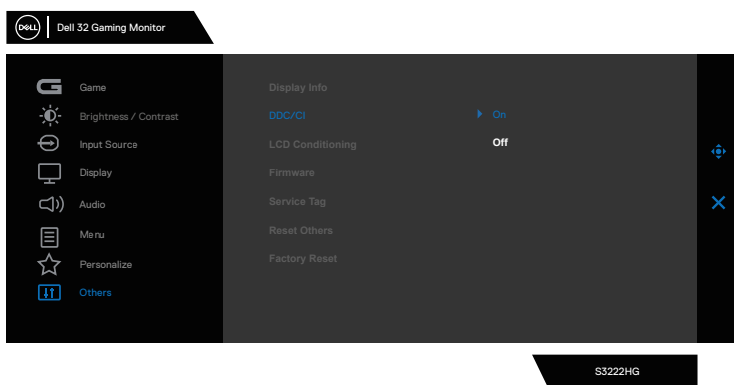 DELL
Dell 32 Gaming Monitor
Game
Display Info
Brightness / Contrast
DDC/CI
On
Input Source
LCD Conditioning
Off
Display
Firmware
Audio
Service Tag
Menu
Reset Others
Personalize
Factory Reset
Others
S3222HG